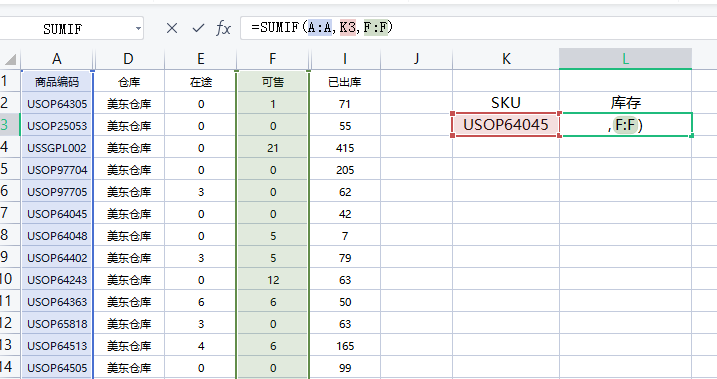 SUMIF =SUMIF(A:A,K3,F:F)
A D E F I J K L
1 商品编码 仓库 在途 可售 已出库
2 USOP64305 美东仓库 0 1 71 SKU 库存
3 USOP25053 美东仓库 0 0 55 USOP64045 ,F:F)
4 USSGPL002 美东仓库 0 21 415
5 USOP97704 美东仓库 0 0 205
6 USOP97705 美东仓库 3 0 62
7 USOP64045 美东仓库 0 0 42
8 USOP64048 美东仓库 0 5 7
9 USOP64402 美东仓库 3 5 79
10 USOP64243 美东仓库 0 12 63
11 USOP64363 美东仓库 6 6 50
12 USOP65818 美东仓库 3 0 63
13 USOP64513 美东仓库 4 6 165
14 USOP64505 美东仓库 0 0 99